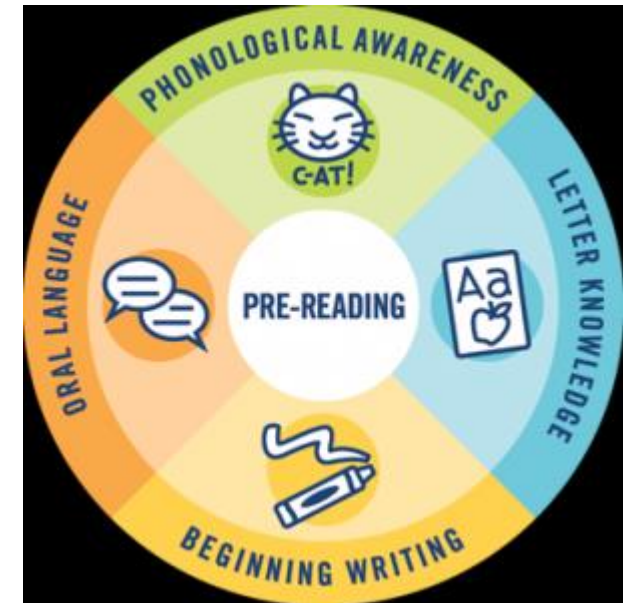 PHONOLOGICAL AWARENESS
C-AT!
LETTER KNOWLEDGE
Aa
ORAL LANGUAGE
PRE-READING
BEGINNING WRITING